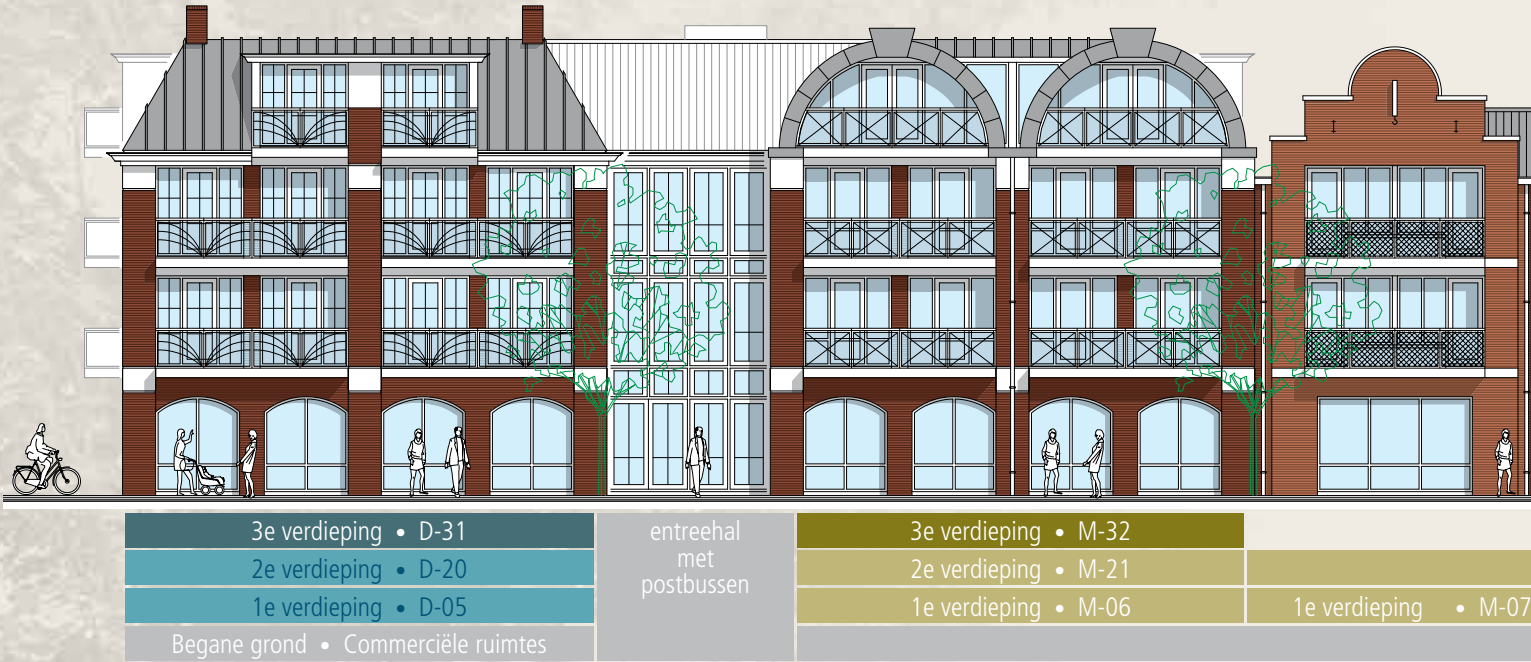 3e verdieping • D-31
2e verdieping • D-20
1e verdieping • D-05
Begane grond • Commerciële ruimtes
entreehal
met
postbussen
3e verdieping • M-32
2e verdieping • M-21
1e verdieping • M-06
1e verdieping • M-07